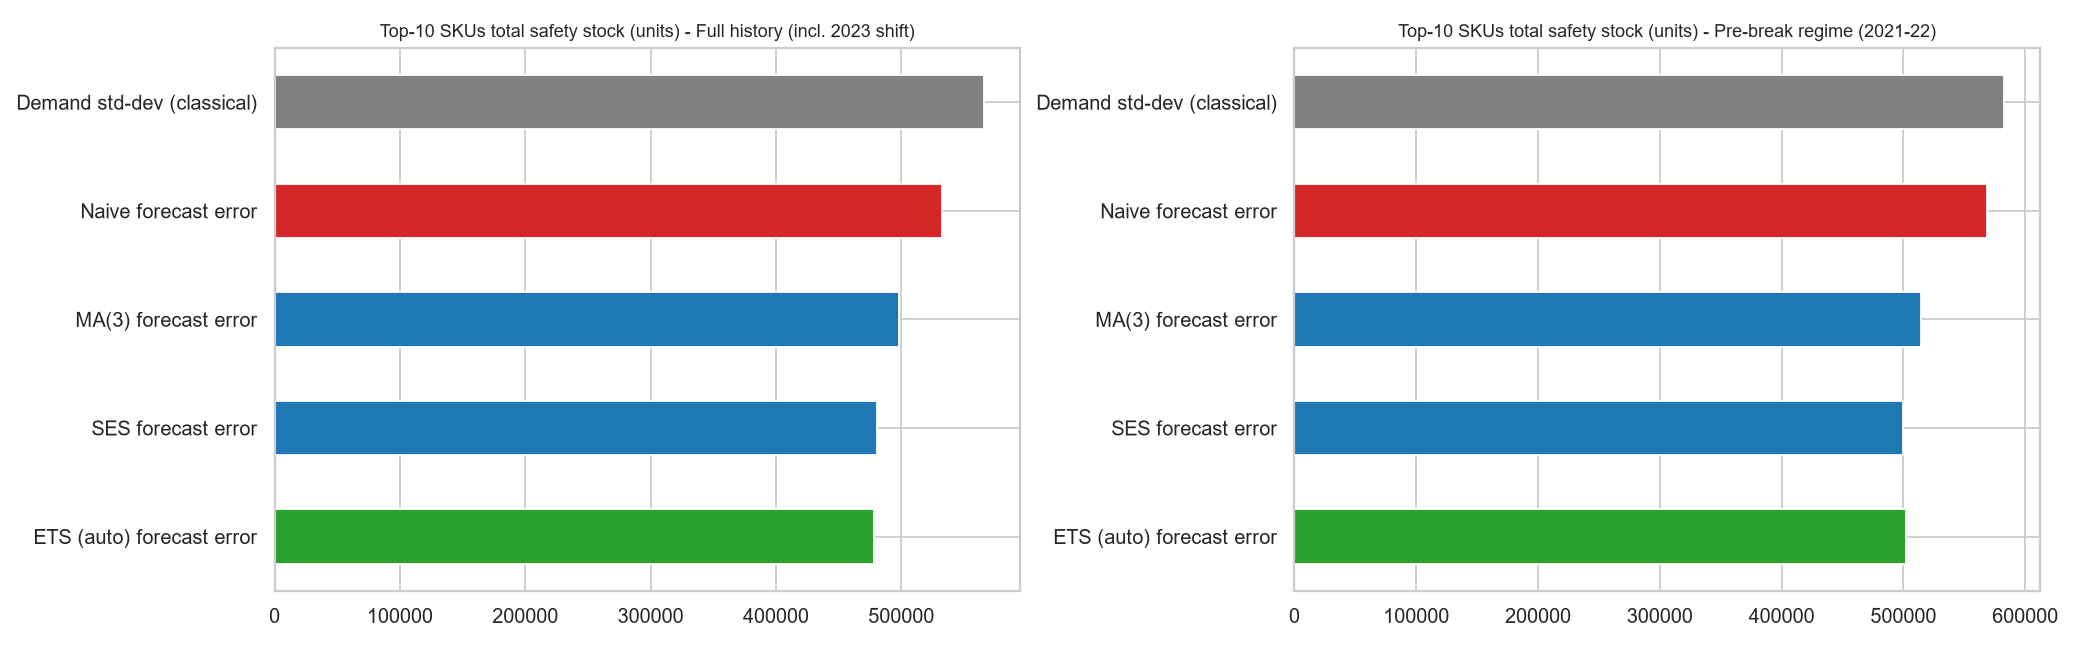 Top-10 SKUs total safety stock (units) - Full history (incl. 2023 shift)
Demand std-dev (classical)
Naive forecast error
MA(3) forecast error
SES forecast error
ETS (auto) forecast error
0 100000 200000 300000 400000 500000
Top-10 SKUs total safety stock (units) - Pre-break regime (2021-22)
Demand std-dev (classical)
Naive forecast error
MA(3) forecast error
SES forecast error
ETS (auto) forecast error
0 100000 200000 300000 400000 500000 600000